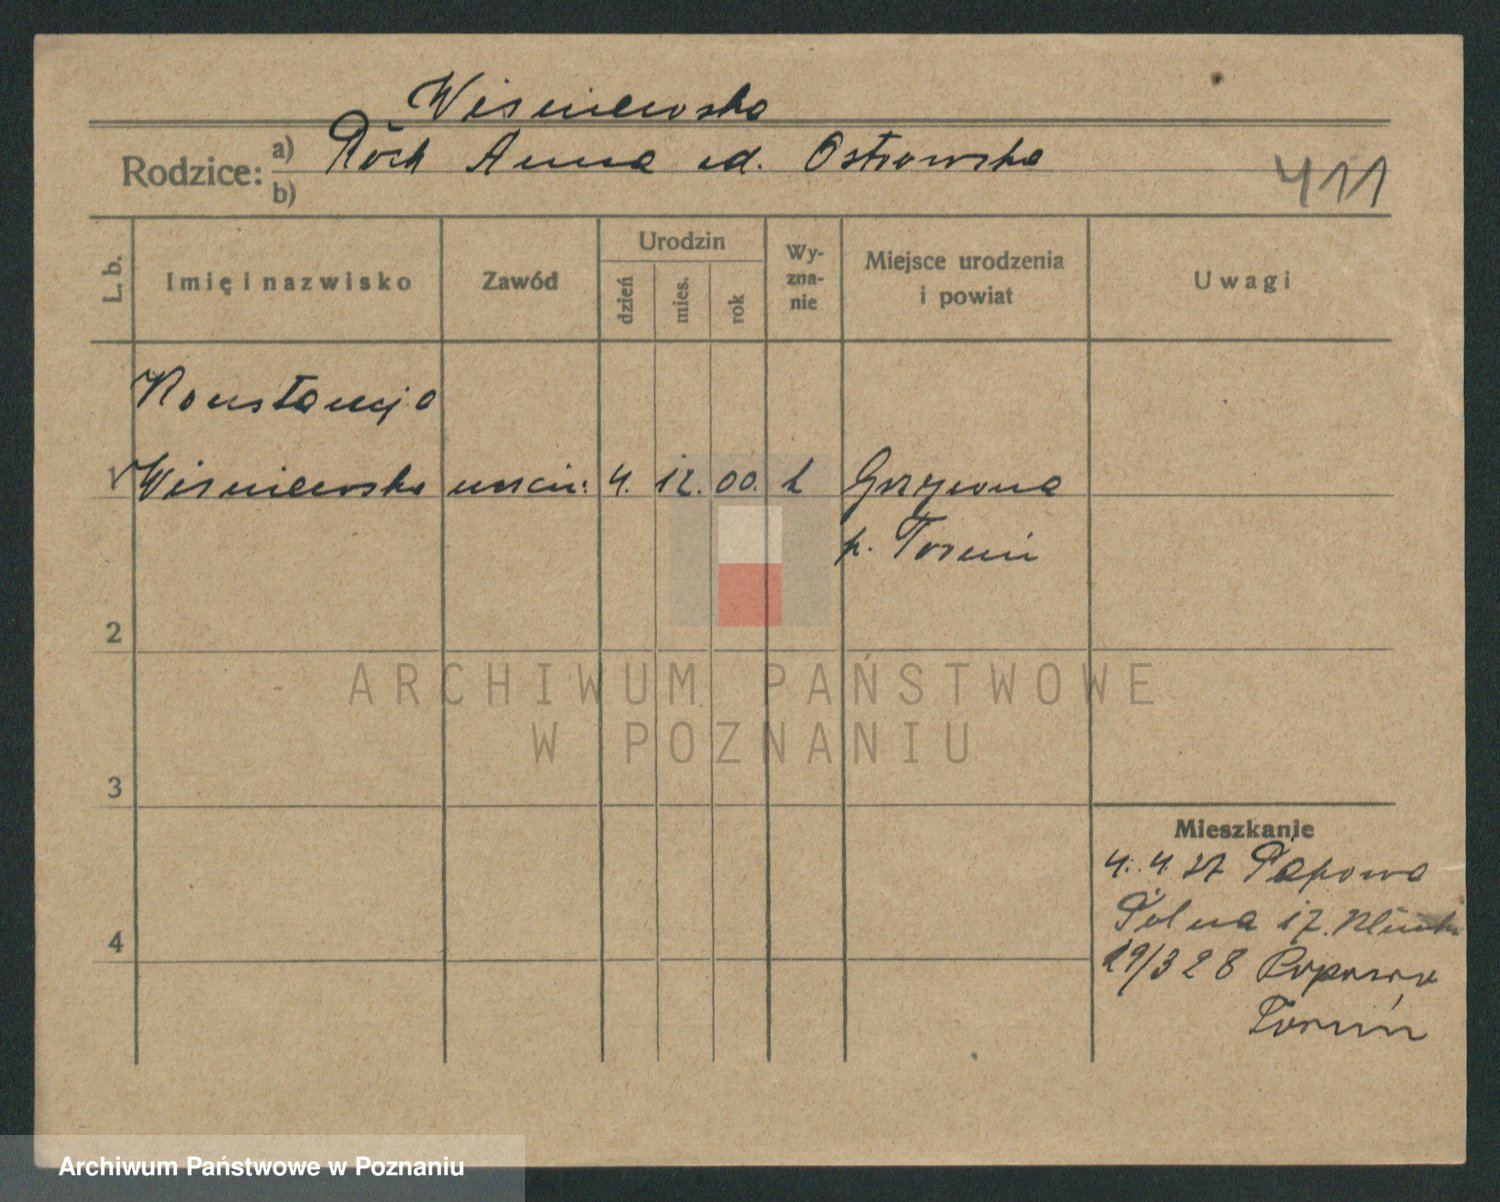 Wiśniewska
Rodzice: a) Roch Anna ud. Ostrowska
b)
411
L. b.
Imię i nazwisko
Zawód
Urodzin
dzień
mies.
rok
Wy-
zna-
nie
Miejsce urodzenia
i powiat
Uwagi
Konstancja
1 Wiśniewska 4. 12. 00. Grzywna
p. Toruń
2
3
4
ARCHIWUM PAŃSTWOWE
W POZNANIU
Mieszkanie
4. 4. 27 Papowo
19/3 28 Papowo
Toruń
Archiwum Państwowe w Poznaniu